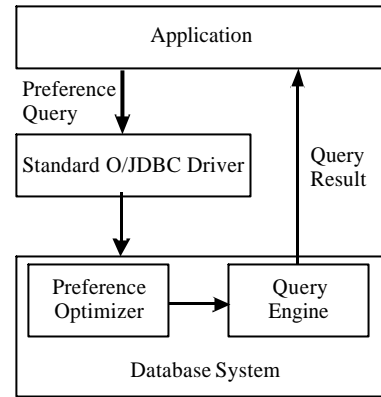 Application
Preference
Query
Standard O/JDBC Driver
Query
Result
Preference
Optimizer
Query
Engine
Database System